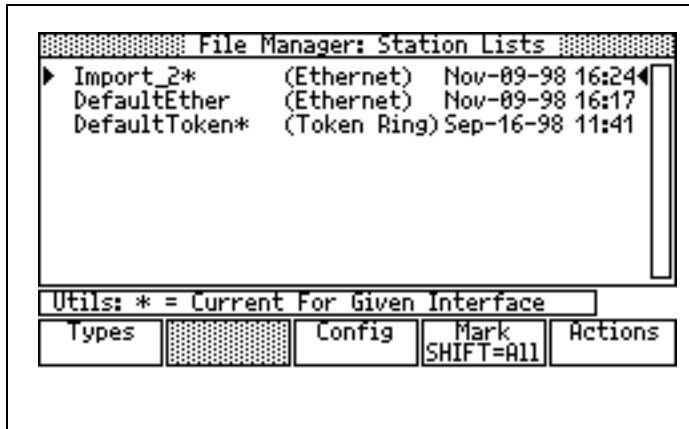 File Manager: Station Lists
Import_2* (Ethernet) Nov-09-98 16:24
DefaultEther (Ethernet) Nov-09-98 16:17
DefaultToken* (Token Ring) Sep-16-98 11:41
Utils: * = Current For Given Interface
Types Config Mark SHIFT=All Actions